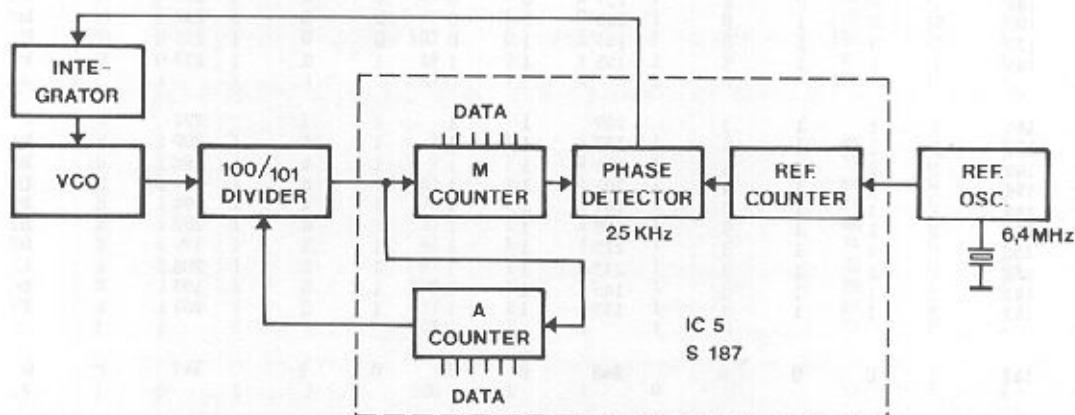 INTE-
GRATOR
VCO
100/101
DIVIDER
DATA
M
COUNTER
PHASE
DETECTOR
25 KHz
REF.
COUNTER
REF.
OSC.
6,4 MHz
A
COUNTER
DATA
IC 5
S 187